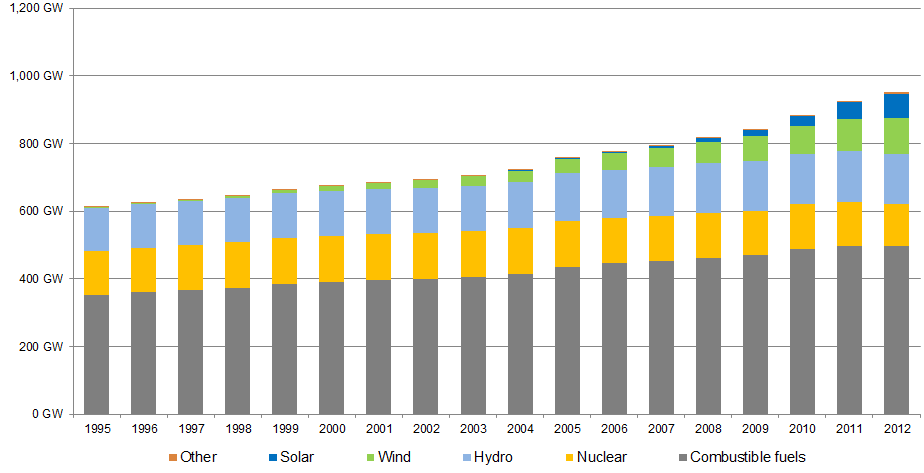 1,200 GW
1,000 GW
800 GW
600 GW
400 GW
200 GW
0 GW
1995 1996 1997 1998 1999 2000 2001 2002 2003 2004 2005 2006 2007 2008 2009 2010 2011 2012
Other Solar Wind Hydro Nuclear Combustible fuels